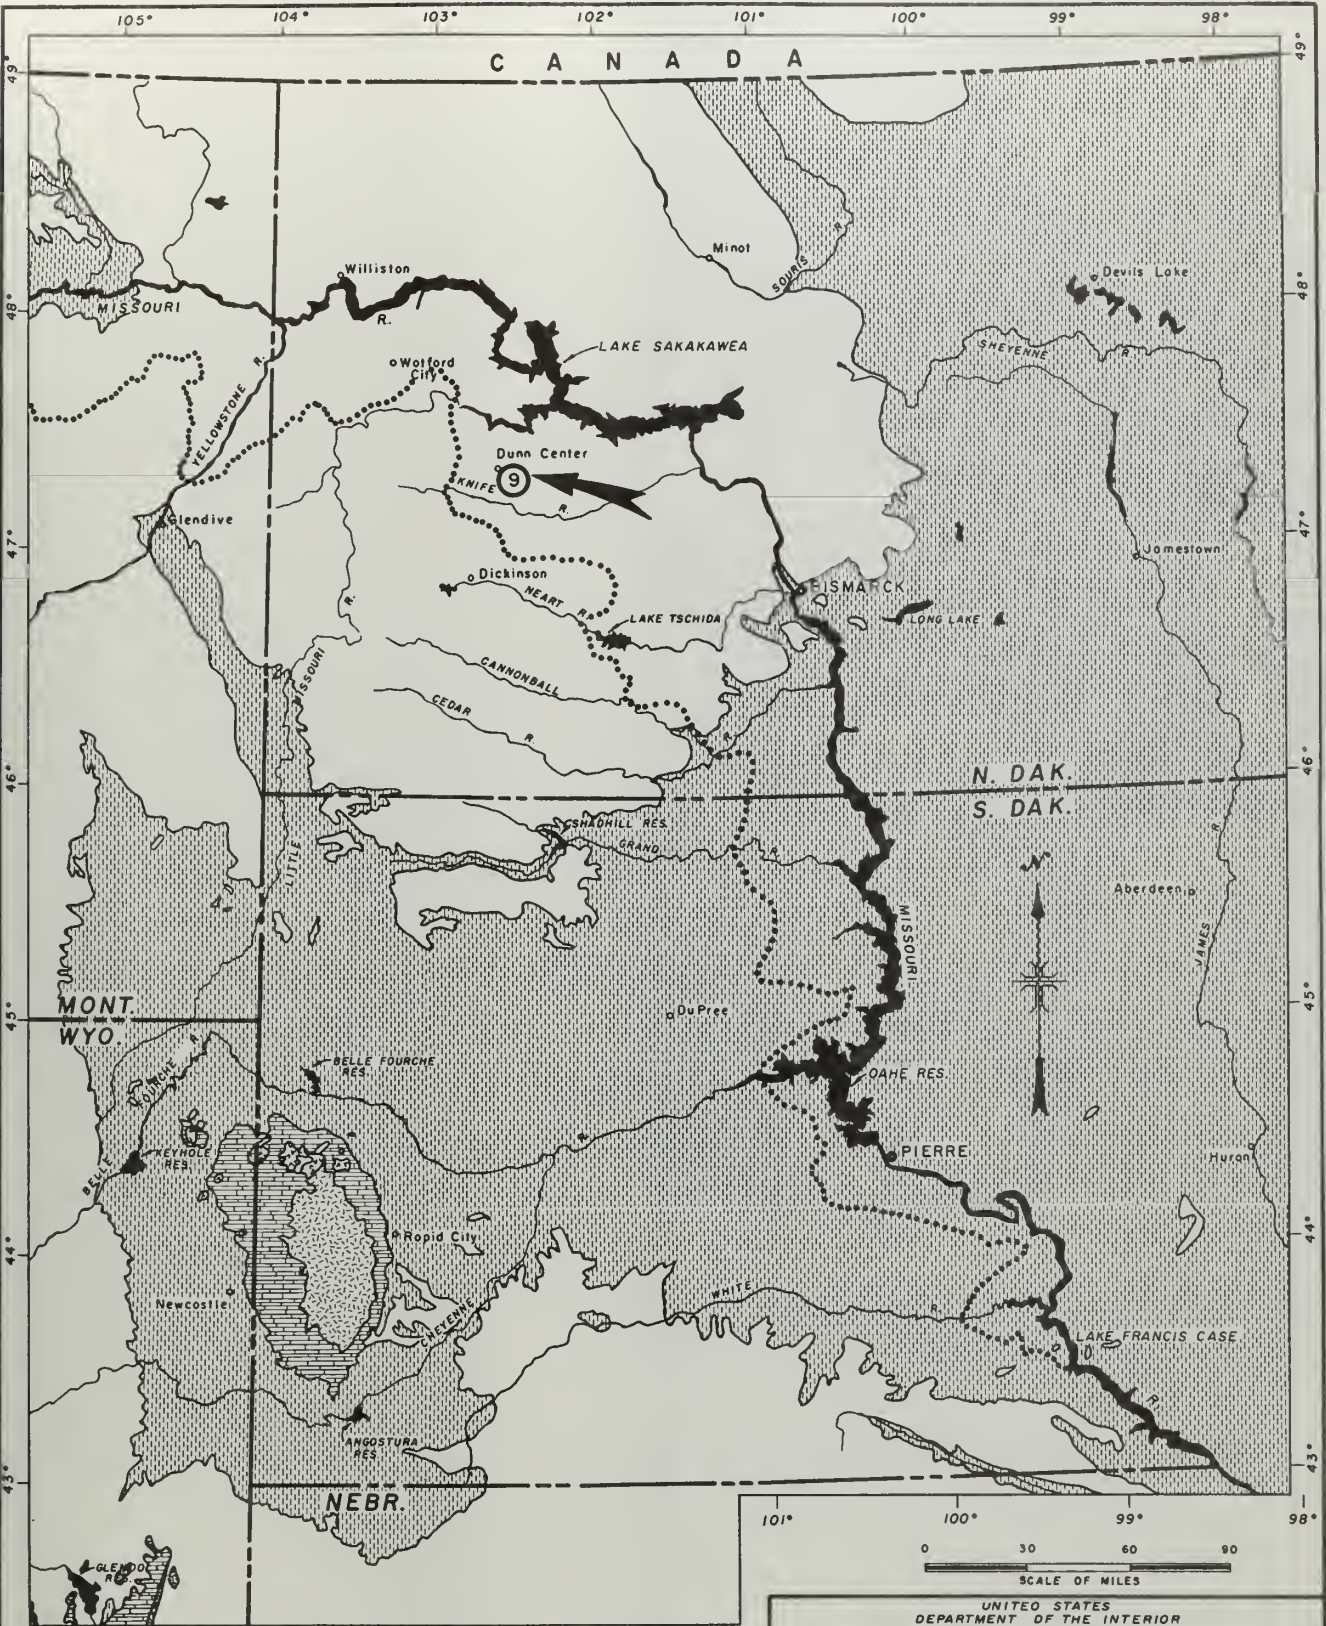 105° 104° 103° 102° 101° 100° 99° 98°
49° 49°
C A N A D A
Minot
SOURIS
R.
Williston
Devils Lake
48° 48°
MISSOURI
R.
SHEYENNE
R.
LAKE SAKAKAWEA
Watford
City
YELLOWSTONE
R.
Dunn Center
9
KNIFE
R.
Glendive
47° 47°
Jamestown
Dickinson
BISMARCK
HEART
R.
LAKE TSCHIDA
LONG LAKE
R.
LITTLE
MISSOURI
CANNONBALL
R.
CEDAR
R.
46° 46°
N. DAK.
S. DAK.
SHADHILL RES.
GRAND
R.
R.
N
Aberdeen
MISSOURI
JAMES
45° 45°
MONT.
WYO.
DuPree
BELLE FOURCHE
RES.
FOURCHE
R.
OAHE RES.
R.
KEYHOLE
RES.
BELLE
PIERRE
Huron
44° 44°
Rapid City
Newcastle
WHITE
R.
CHEYENNE
LAKE FRANCIS CASE
R.
ANGOSTURA
RES.
43° 43°
NEBR.
101° 100° 99° 98°
GLENDO
RES.
0 30 60 90
SCALE OF MILES
UNITED STATES
DEPARTMENT OF THE INTERIOR